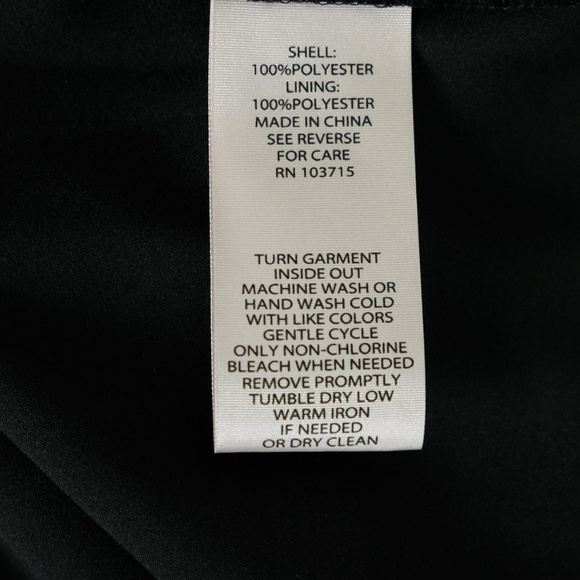 SHELL:
100%POLYESTER
LINING:
100%POLYESTER
MADE IN CHINA
SEE REVERSE
FOR CARE
RN 103715
TURN GARMENT
INSIDE OUT
MACHINE WASH OR
HAND WASH COLD
WITH LIKE COLORS
GENTLE CYCLE
ONLY NON-CHLORINE
BLEACH WHEN NEEDED
REMOVE PROMPTLY
TUMBLE DRY LOW
WARM IRON
IF NEEDED
OR DRY CLEAN